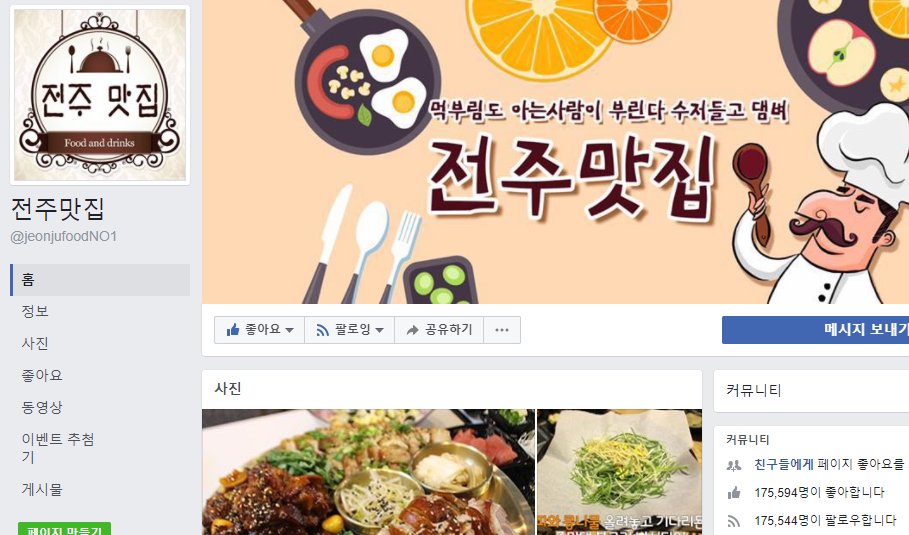 전주 맛집
Food and drinks
전주맛집
@jeonjufoodNO1
홈
정보
사진
좋아요
동영상
이벤트 추첨
기
게시물
페이지 만들기
먹부림도 아는사람이 부린다 수저들고 댐벼
전주맛집
좋아요
팔로잉
공유하기
메시지 보내기
사진
올려놓고 기다리면
커뮤니티
커뮤니티
친구들에게 페이지 좋아요를
175,594명이 좋아합니다
175,544명이 팔로우합니다